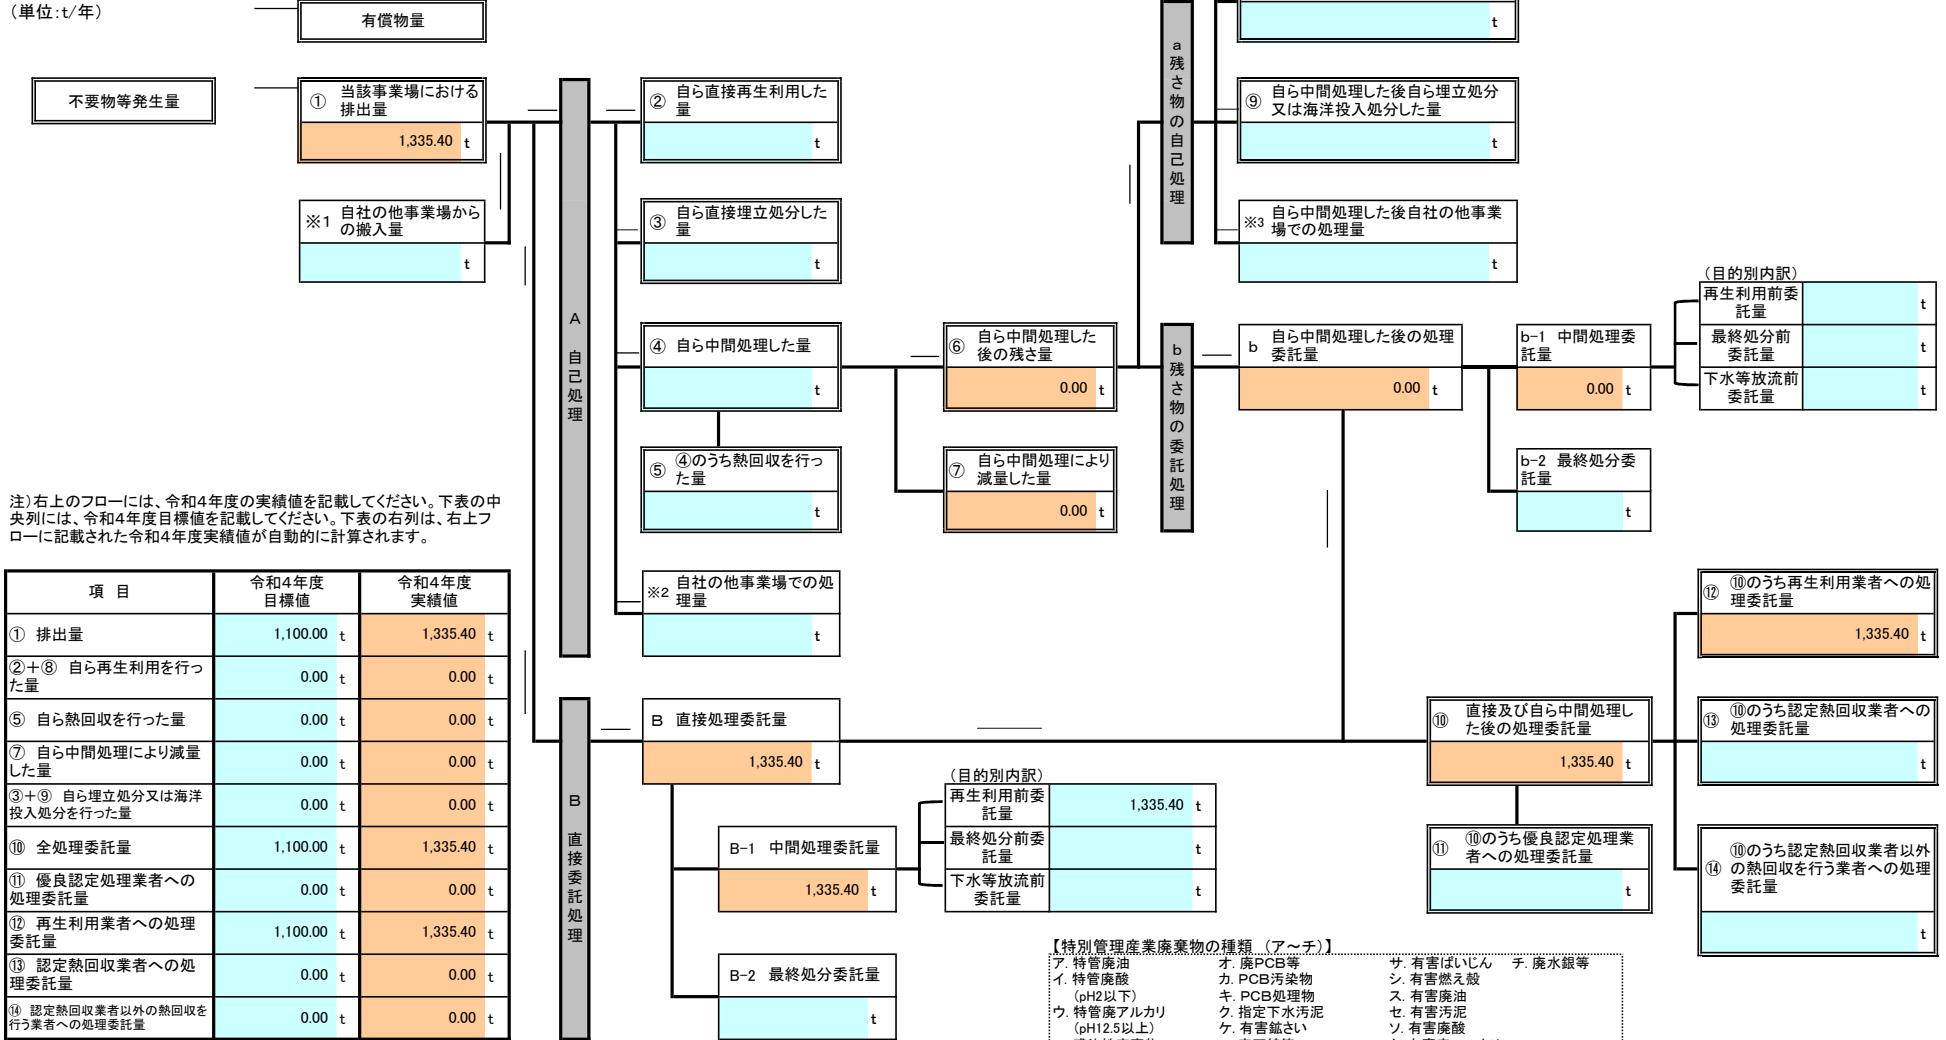 (単位:t/年)
有償物量
t
不要物等発生量
① 当該事業場における
排出量
1,335.40 t
※1 自社の他事業場から
の搬入量
t
A
自
己
処
理
② 自ら直接再生利用した
量
t
③ 自ら直接埋立処分した
量
t
④ 自ら中間処理した量
t
⑤ ④のうち熱回収を行っ
た量
t
※2 自社の他事業場での処
理量
t
⑥ 自ら中間処理した
後の残さ量
0.00 t
⑦ 自ら中間処理により
減量した量
0.00 t
a
残
さ
物
の
自
己
処
理
⑨ 自ら中間処理した後自ら埋立処分
又は海洋投入処分した量
t
※3 自ら中間処理した後自社の他事業
場での処理量
t
b
残
さ
物
の
委
託
処
理
b 自ら中間処理した後の処理
委託量
0.00 t
b-1 中間処理委
託量
0.00 t
b-2 最終処分委
託量
t
(目的別内訳)
再生利用前委
託量
t
最終処分前
委託量
t
下水等放流前
委託量
t
注)右上のフローには、令和4年度の実績値を記載してください。下表の中
央列には、令和4年度目標値を記載してください。下表の右列は、右上フ
ローに記載された令和4年度実績値が自動的に計算されます。
項 目 令和4年度
目標値 令和4年度
実績値
① 排出量 1,100.00 t 1,335.40 t
②+⑧ 自ら再生利用を行っ
た量 0.00 t 0.00 t
⑤ 自ら熱回収を行った量 0.00 t 0.00 t
⑦ 自ら中間処理により減量
した量 0.00 t 0.00 t
③+⑨ 自ら埋立処分又は海洋
投入処分を行った量 0.00 t 0.00 t
⑩ 全処理委託量 1,100.00 t 1,335.40 t
⑪ 優良認定処理業者への
処理委託量 0.00 t 0.00 t
⑫ 再生利用業者への処理
委託量 1,100.00 t 1,335.40 t
⑬ 認定熱回収業者への処
理委託量 0.00 t 0.00 t
⑭ 認定熱回収業者以外の熱回収を
行う業者への処理委託量 0.00 t 0.00 t
B
直
接
委
託
処
理
B 直接処理委託量
1,335.40 t
B-1 中間処理委託量
1,335.40 t
B-2 最終処分委託量
t
(目的別内訳)
再生利用前委
託量
1,335.40 t
最終処分前委
託量
t
下水等放流前
委託量
t
⑩ 直接及び自ら中間処理し
た後の処理委託量
1,335.40 t
⑪ ⑩のうち優良認定処理業
者への処理委託量
t
⑫ ⑩のうち再生利用業者への処
理委託量
1,335.40 t
⑬ ⑩のうち認定熱回収業者への
処理委託量
t
⑭ ⑩のうち認定熱回収業者以外
の熱回収を行う業者への処理
委託量
t
【特別管理産業廃棄物の種類 (ア~チ)】
ア. 特管廃油 オ. 廃PCB等 サ. 有害ばいじん チ. 廃水銀等
イ. 特管廃酸 カ. PCB汚染物 シ. 有害燃え殻
(pH2以下) キ. PCB処理物 ス. 有害廃油
ウ. 特管廃アルカリ ク. 指定下水汚泥 セ. 有害汚泥
(pH12.5以上) ケ. 有害鉱さい ソ. 有害廃酸